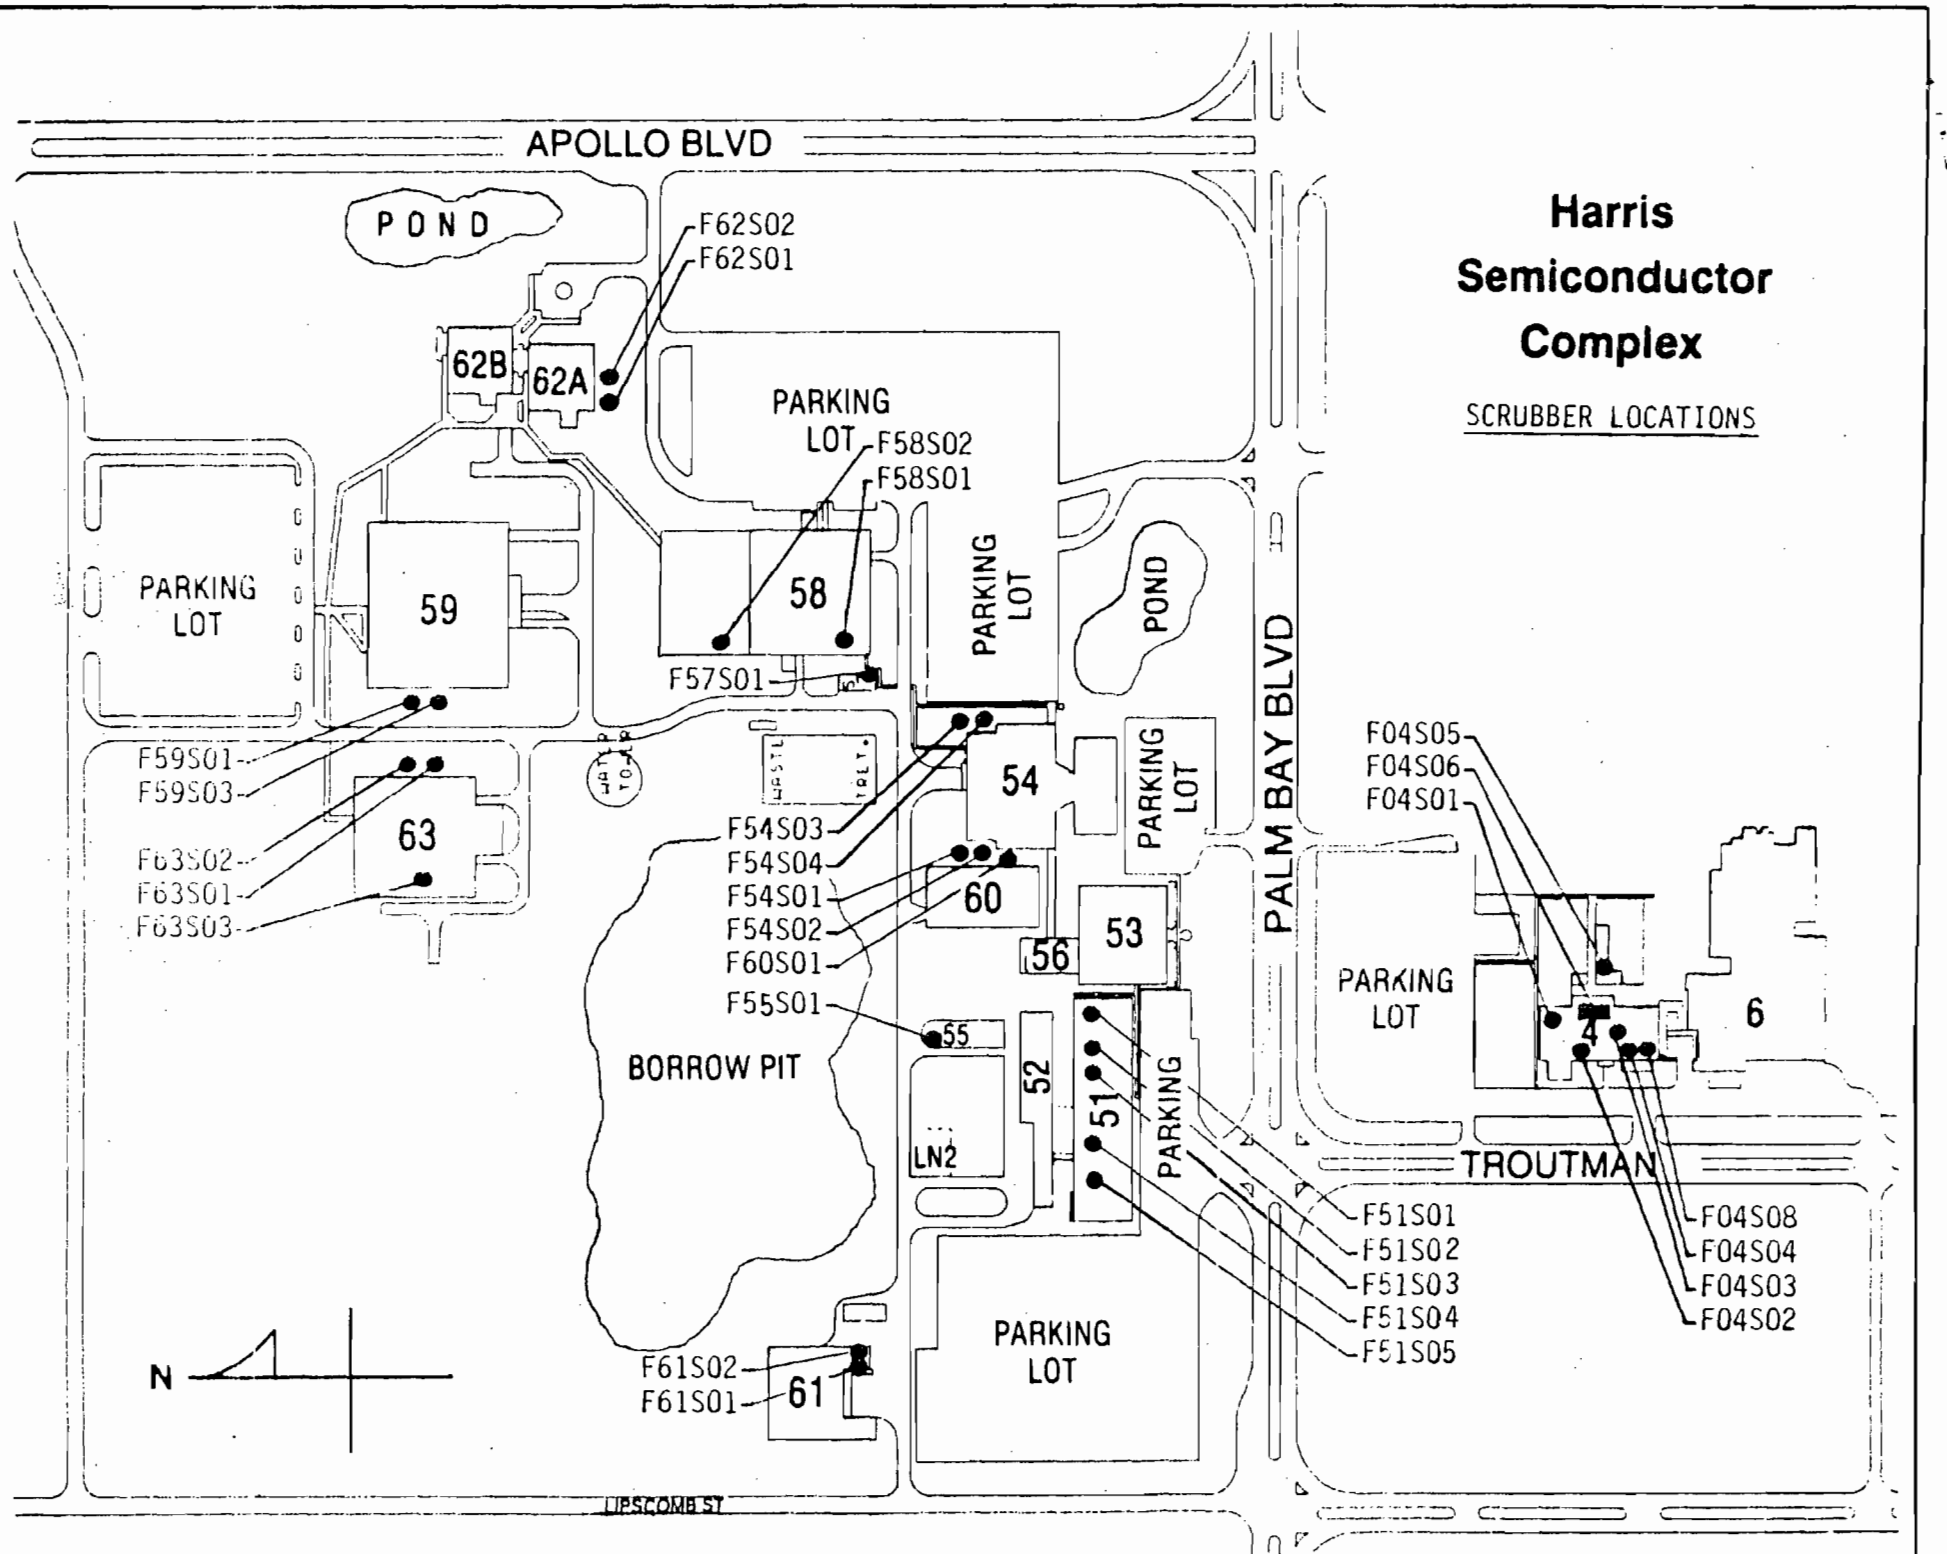 APOLLO BLVD
POND
F62S02
F62S01
Harris
Semiconductor
Complex
SCRUBBER LOCATIONS
62B
62A
PARKING
LOT
F58S02
F58S01
PARKING
LOT
59
58
PARKING
LOT
POND
F57S01
PALM BAY BLVD
F59S01
F59S03
WATER
TOWER
TRET.
54
PARKING
LOT
F04S05
F04S06
F04S01
63
F63S02
F63S01
F63S03
F54S03
F54S04
F54S01
F54S02
F60S01
60
53
56
F55S01
55
PARKING
LOT
4
6
BORROW PIT
52
51
PARKING
LN2
TROUTMAN
F51S01
F51S02
F51S03
F51S04
F51S05
F04S08
F04S04
F04S03
F04S02
PARKING
LOT
N
F61S02
F61S01
61
LIPSCOMB ST